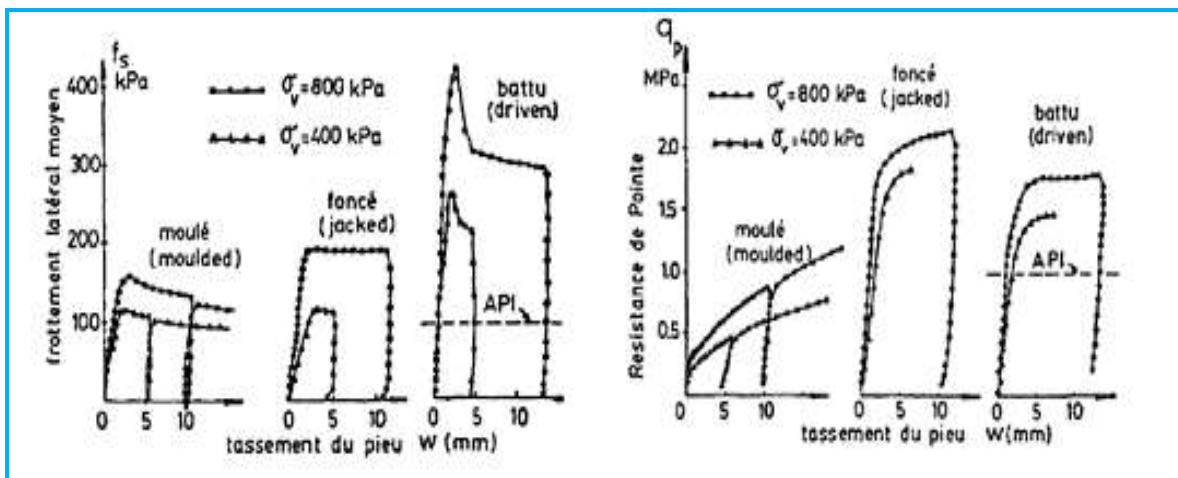 fs
kPa
400
300
200
100
frottement latéral moyen
σ'v=800 kPa
σ'v=400 kPa
moulé
(moulded)
foncé
(jacked)
battu
(driven)
API
0 5 10
0 5 10
0 5 10
tassement du pieu W (mm)
qp
MPa
2.0
1.5
1.0
0.5
Resistance de Pointe
σ'v=800 kPa
σ'v=400 kPa
moulé
(moulded)
foncé
(jacked)
battu
(driven)
API
0 5 10
0 5 10
0 5 10
tassement du pieu W (mm)